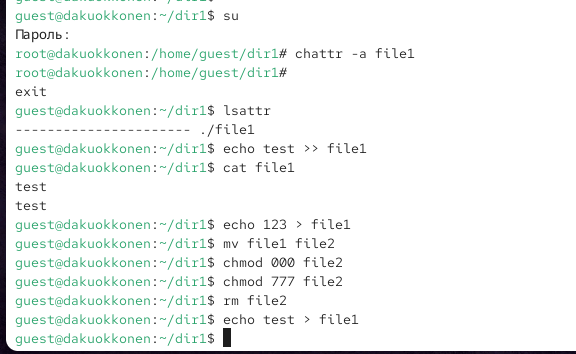 guest@dakuokkonen:~/dir1$ su
Пароль:
root@dakuokkonen:/home/guest/dir1# chattr -a file1
root@dakuokkonen:/home/guest/dir1#
exit
guest@dakuokkonen:~/dir1$ lsattr
---------------------- ./file1
guest@dakuokkonen:~/dir1$ echo test >> file1
guest@dakuokkonen:~/dir1$ cat file1
test
test
guest@dakuokkonen:~/dir1$ echo 123 > file1
guest@dakuokkonen:~/dir1$ mv file1 file2
guest@dakuokkonen:~/dir1$ chmod 000 file2
guest@dakuokkonen:~/dir1$ chmod 777 file2
guest@dakuokkonen:~/dir1$ rm file2
guest@dakuokkonen:~/dir1$ echo test > file1
guest@dakuokkonen:~/dir1$